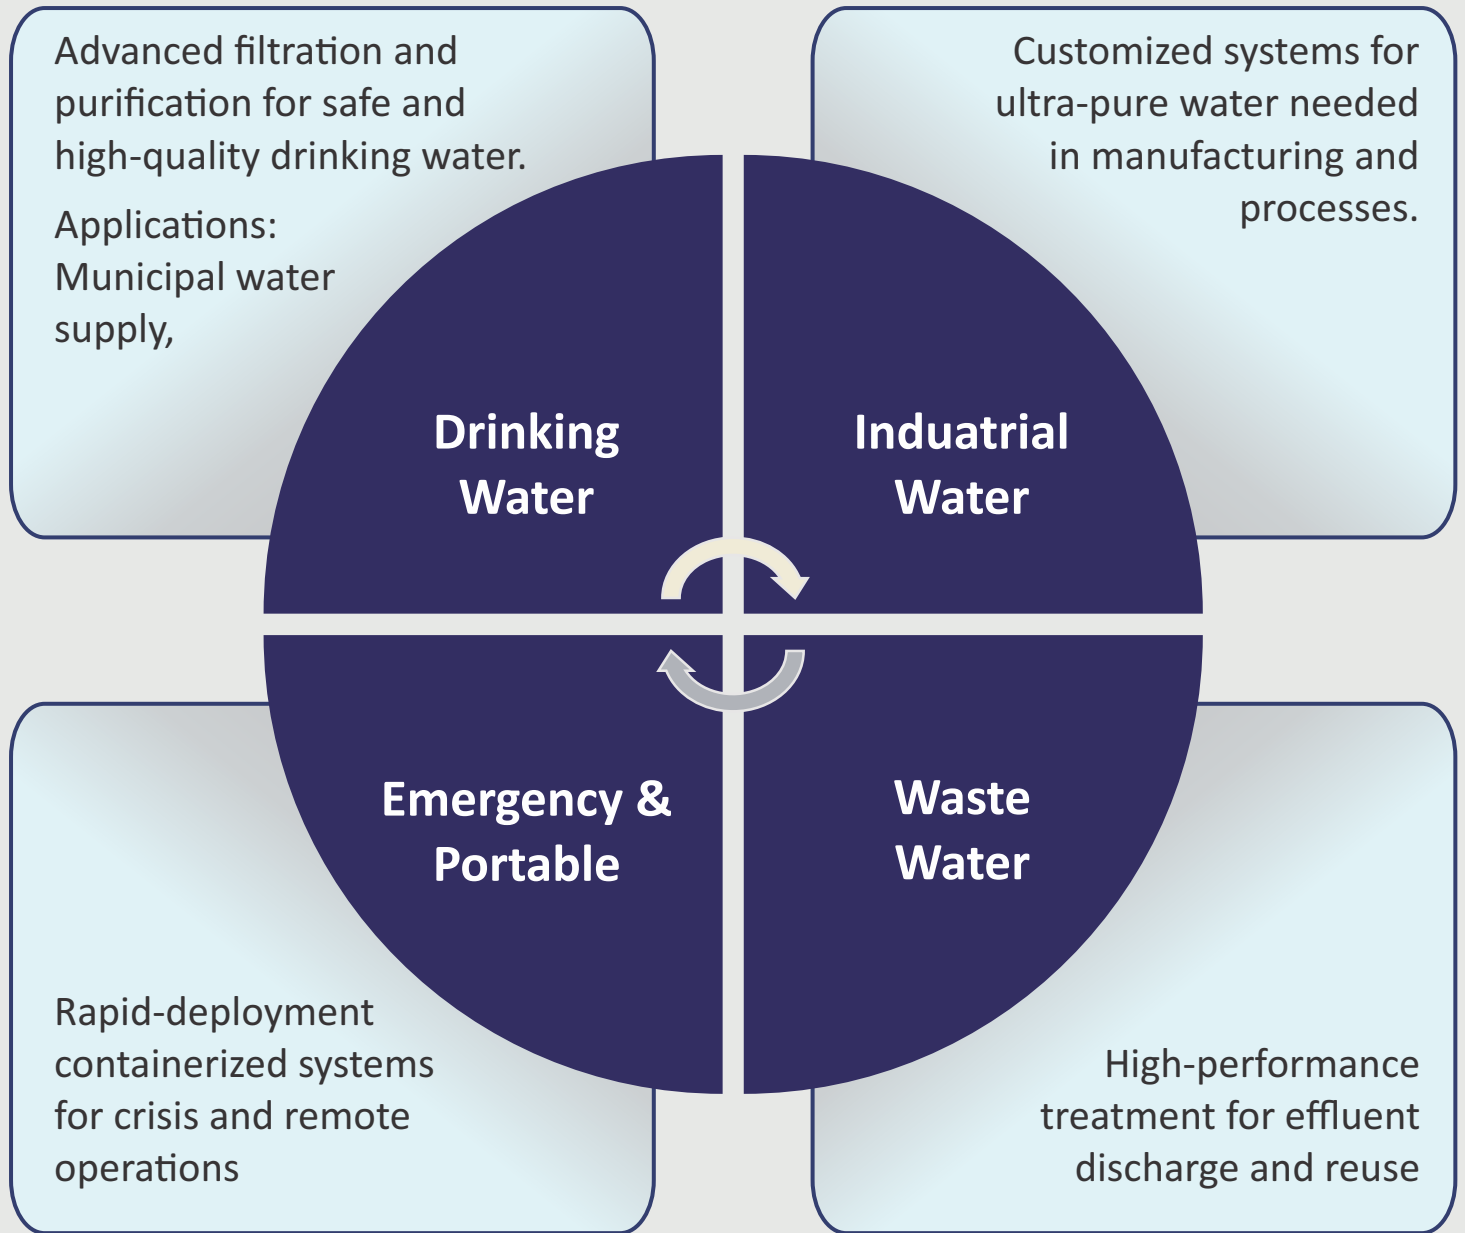 Advanced filtration and
purification for safe and
high-quality drinking water.
Applications:
Municipal water
supply,
Customized systems for
ultra-pure water needed
in manufacturing and
processes.
Drinking
Water
Induatrial
Water
Emergency &
Portable
Waste
Water
Rapid-deployment
containerized systems
for crisis and remote
operations
High-performance
treatment for effluent
discharge and reuse